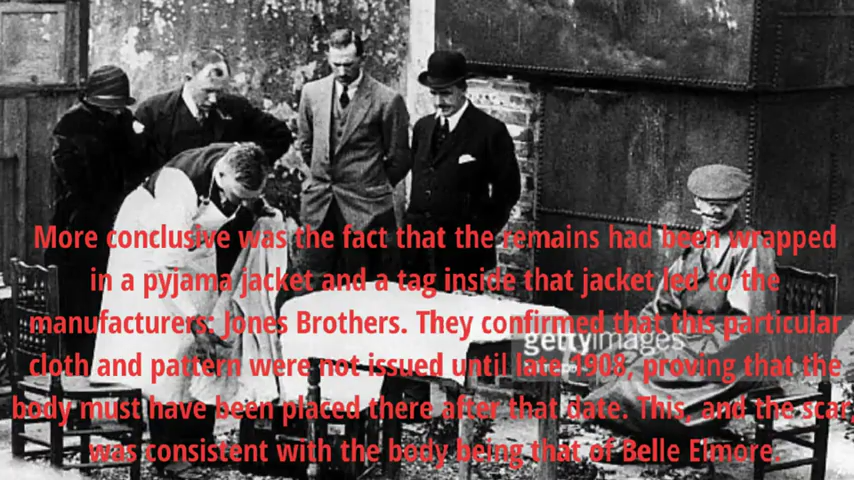 More conclusive was the fact that the remains had been wrapped
in a pyjama jacket and a tag inside that jacket led to the
manufacturers: Jones Brothers. They confirmed that this particular
gettyimages
cloth and pattern were not issued until late 1908, proving that the
body must have been placed there after that date. This, and the scar,
was consistent with the body being that of Belle Elmore.